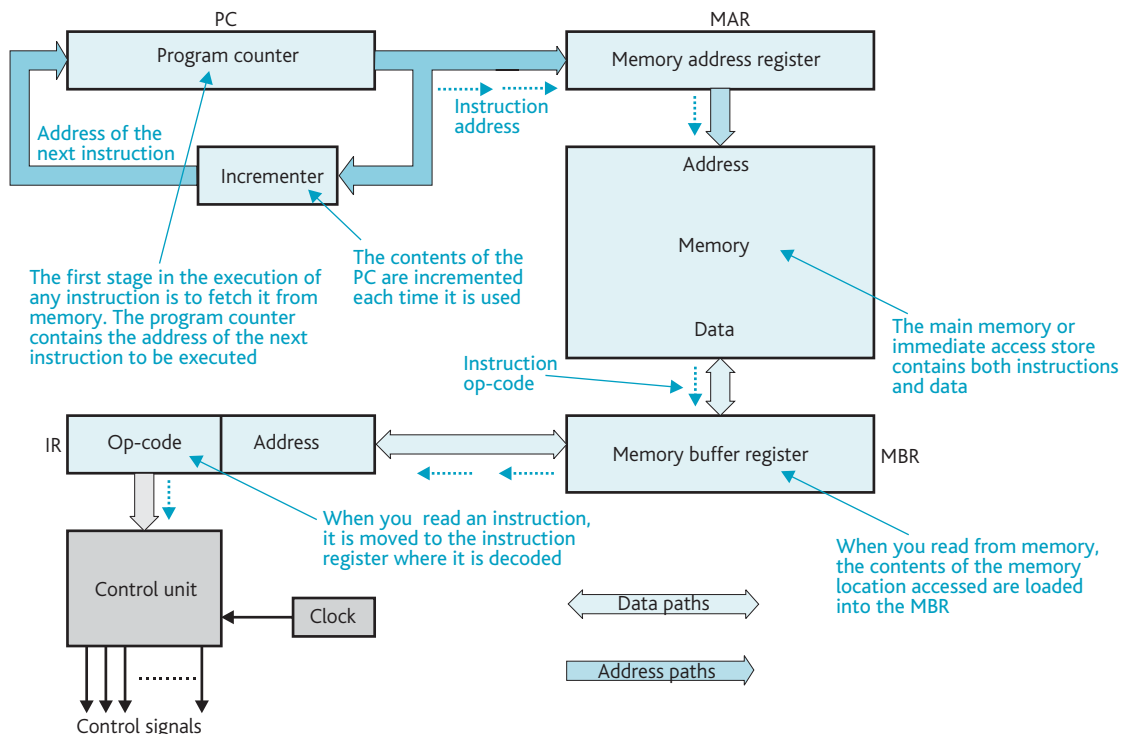 PC
MAR
Program counter
Memory address register
Instruction
address
Address of the
next instruction
Incrementer
Address
Memory
Data
The contents of the
PC are incremented
each time it is used
The first stage in the execution of
any instruction is to fetch it from
memory. The program counter
contains the address of the next
instruction to be executed
The main memory or
immediate access store
contains both instructions
and data
Instruction
op-code
IR
Op-code
Address
Memory buffer register
MBR
When you read an instruction,
it is moved to the instruction
register where it is decoded
When you read from memory,
the contents of the memory
location accessed are loaded
into the MBR
Control unit
Clock
Data paths
Address paths
Control signals